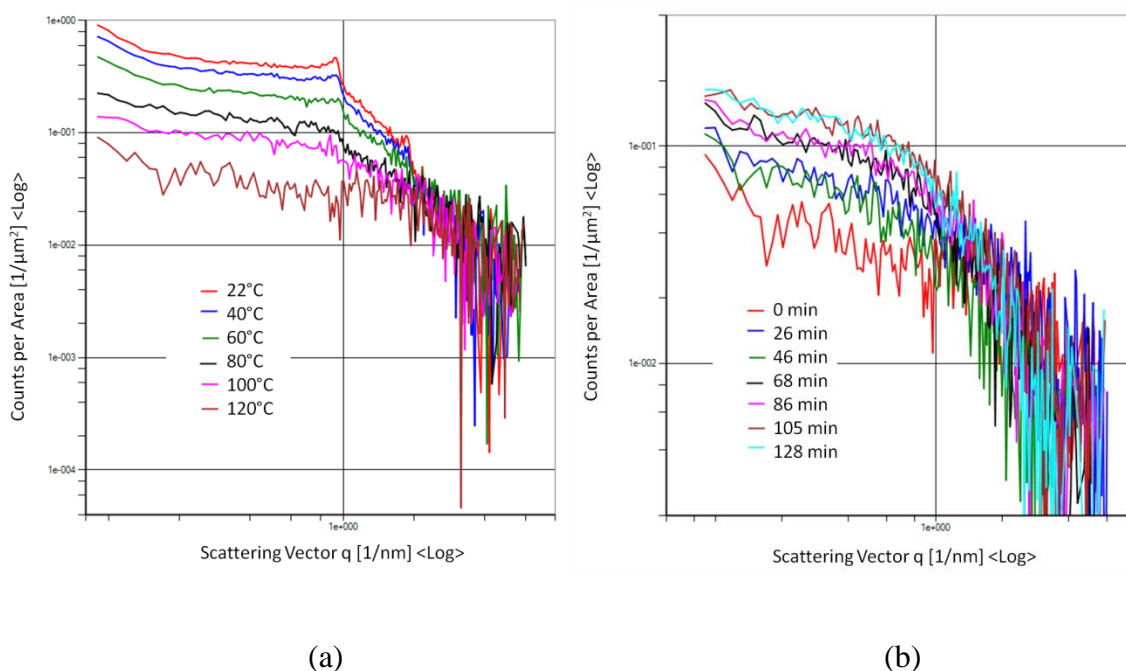 1e+000
1e-001
1e-002
1e-003
1e-004
Counts per Area [1/µm²] <Log>
22°C
40°C
60°C
80°C
100°C
120°C
1e+000
Scattering Vector q [1/nm] <Log>
(a)
1e-001
1e-002
Counts per Area [1/µm²] <Log>
0 min
26 min
46 min
68 min
86 min
105 min
128 min
1e+000
Scattering Vector q [1/nm] <Log>
(b)